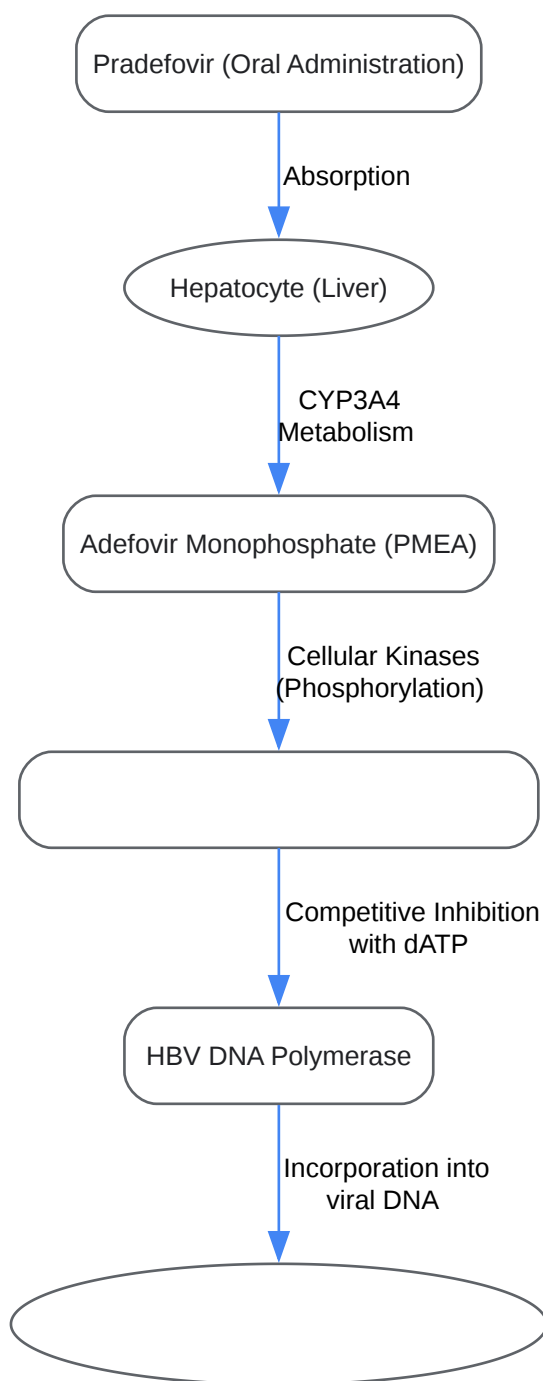 Pradefovir (Oral Administration)
Absorption
Hepatocyte (Liver)
CYP3A4
Metabolism
Adefovir Monophosphate (PMEA)
Cellular Kinases
(Phosphorylation)
Competitive Inhibition
with dATP
HBV DNA Polymerase
Incorporation into
viral DNA